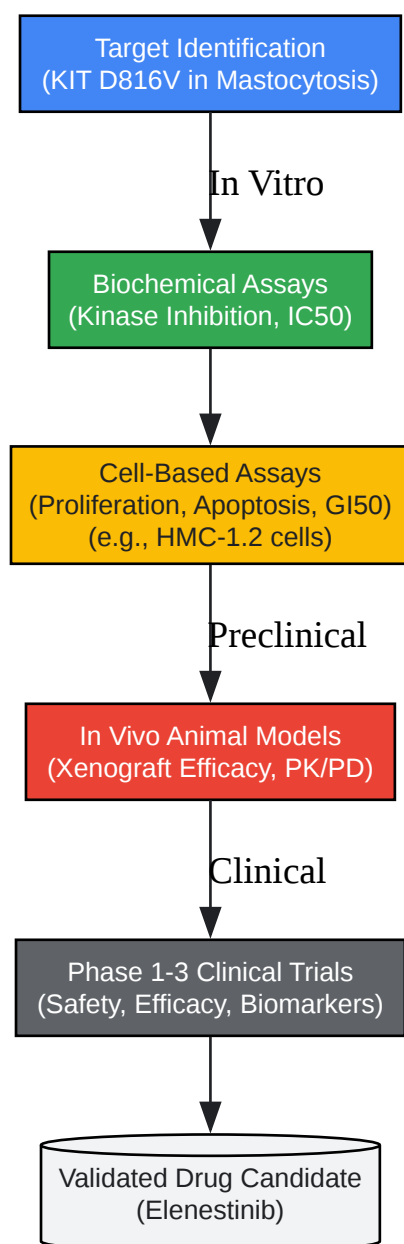 Target Identification
(KIT D816V in Mastocytosis)
In Vitro
Biochemical Assays
(Kinase Inhibition, IC50)
Cell-Based Assays
(Proliferation, Apoptosis, GI50)
(e.g., HMC-1.2 cells)
Preclinical
In Vivo Animal Models
(Xenograft Efficacy, PK/PD)
Clinical
Phase 1-3 Clinical Trials
(Safety, Efficacy, Biomarkers)
Validated Drug Candidate
(Elenestinib)